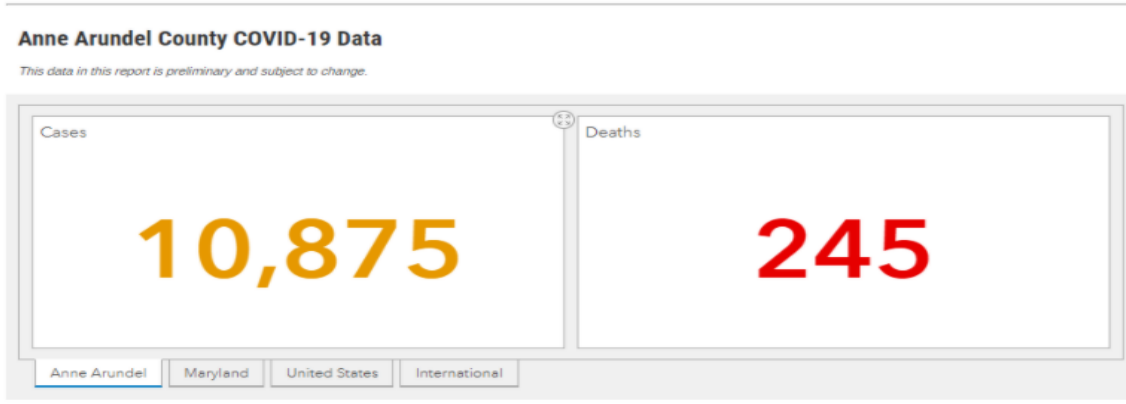 Anne Arundel County COVID-19 Data
This data in this report is preliminary and subject to change.
Cases
10,875
Deaths
245
Anne Arundel
Maryland
United States
International